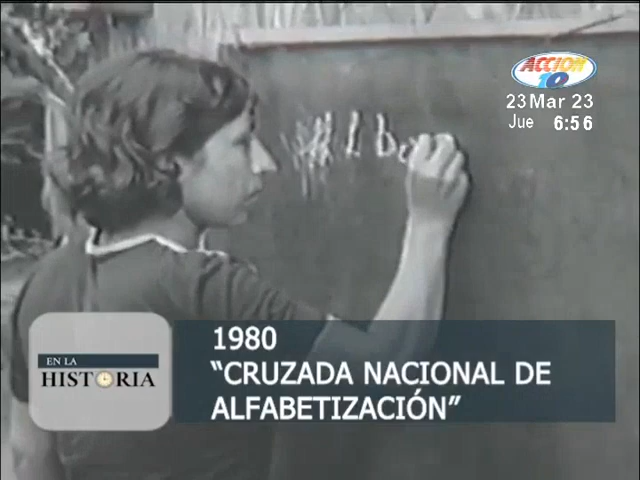 ACCION
10
23 Mar 23
Jue 6:56
EN LA
HISTORIA
1980
“CRUZADA NACIONAL DE
ALFABETIZACIÓN”